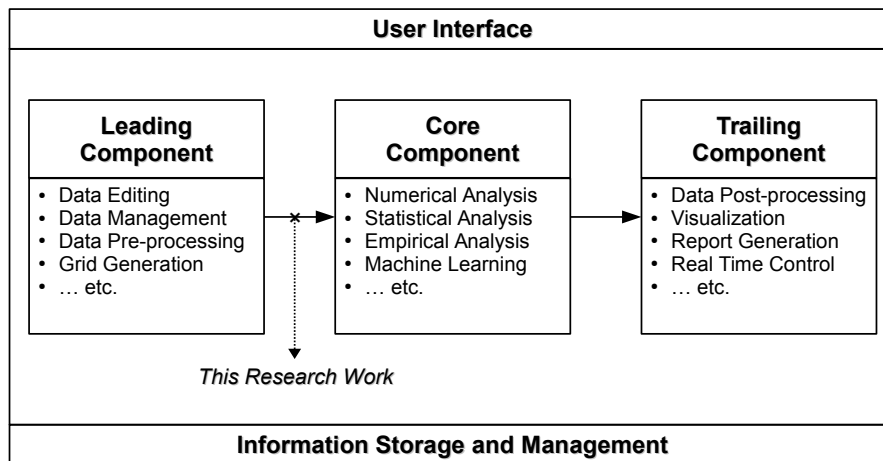 User Interface
Leading
Component
• Data Editing
• Data Management
• Data Pre-processing
• Grid Generation
• … etc.
Core
Component
• Numerical Analysis
• Statistical Analysis
• Empirical Analysis
• Machine Learning
• … etc.
Trailing
Component
• Data Post-processing
• Visualization
• Report Generation
• Real Time Control
• … etc.
This Research Work
Information Storage and Management